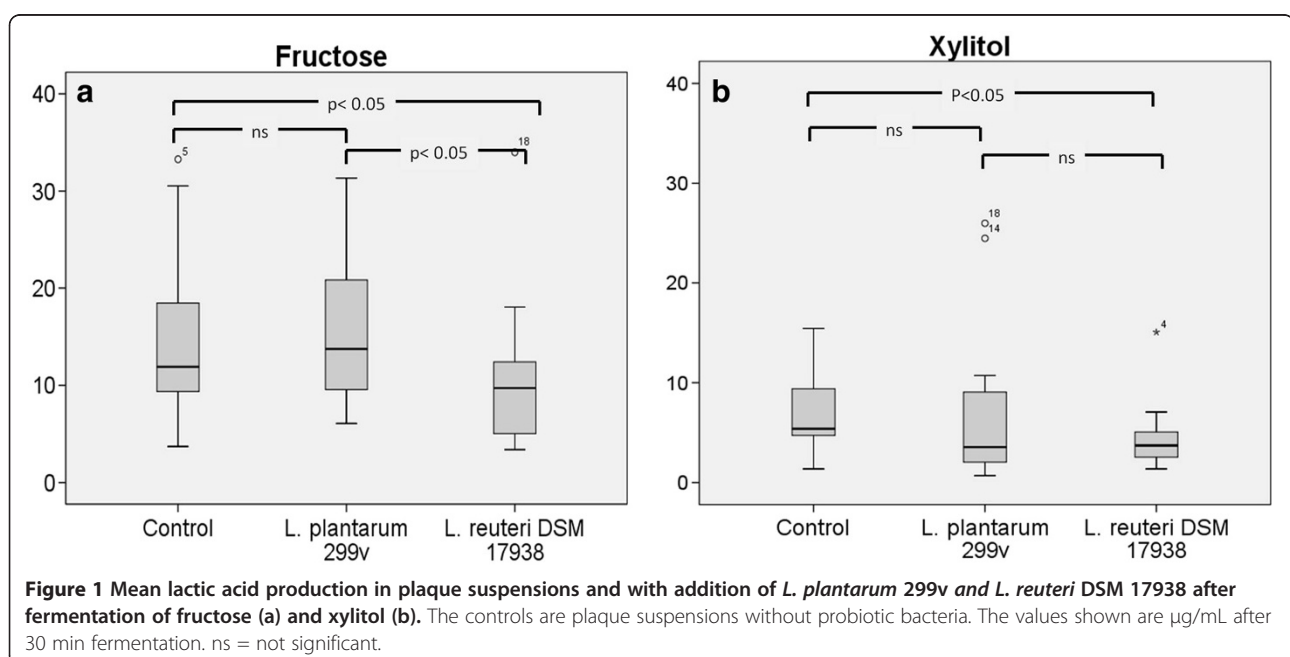 Fructose
a
40
30
20
10
0
p< 0.05
ns
p< 0.05
5
18
Control
L. plantarum
299v
L. reuteri DSM
17938
Xylitol
b
40
30
20
10
0
P<0.05
ns
ns
18
14
4
Control
L. plantarum
299v
L. reuteri DSM
17938
Figure 1 Mean lactic acid production in plaque suspensions and with addition of L. plantarum 299v and L. reuteri DSM 17938 after
fermentation of fructose (a) and xylitol (b). The controls are plaque suspensions without probiotic bacteria. The values shown are µg/mL after
30 min fermentation. ns = not significant.